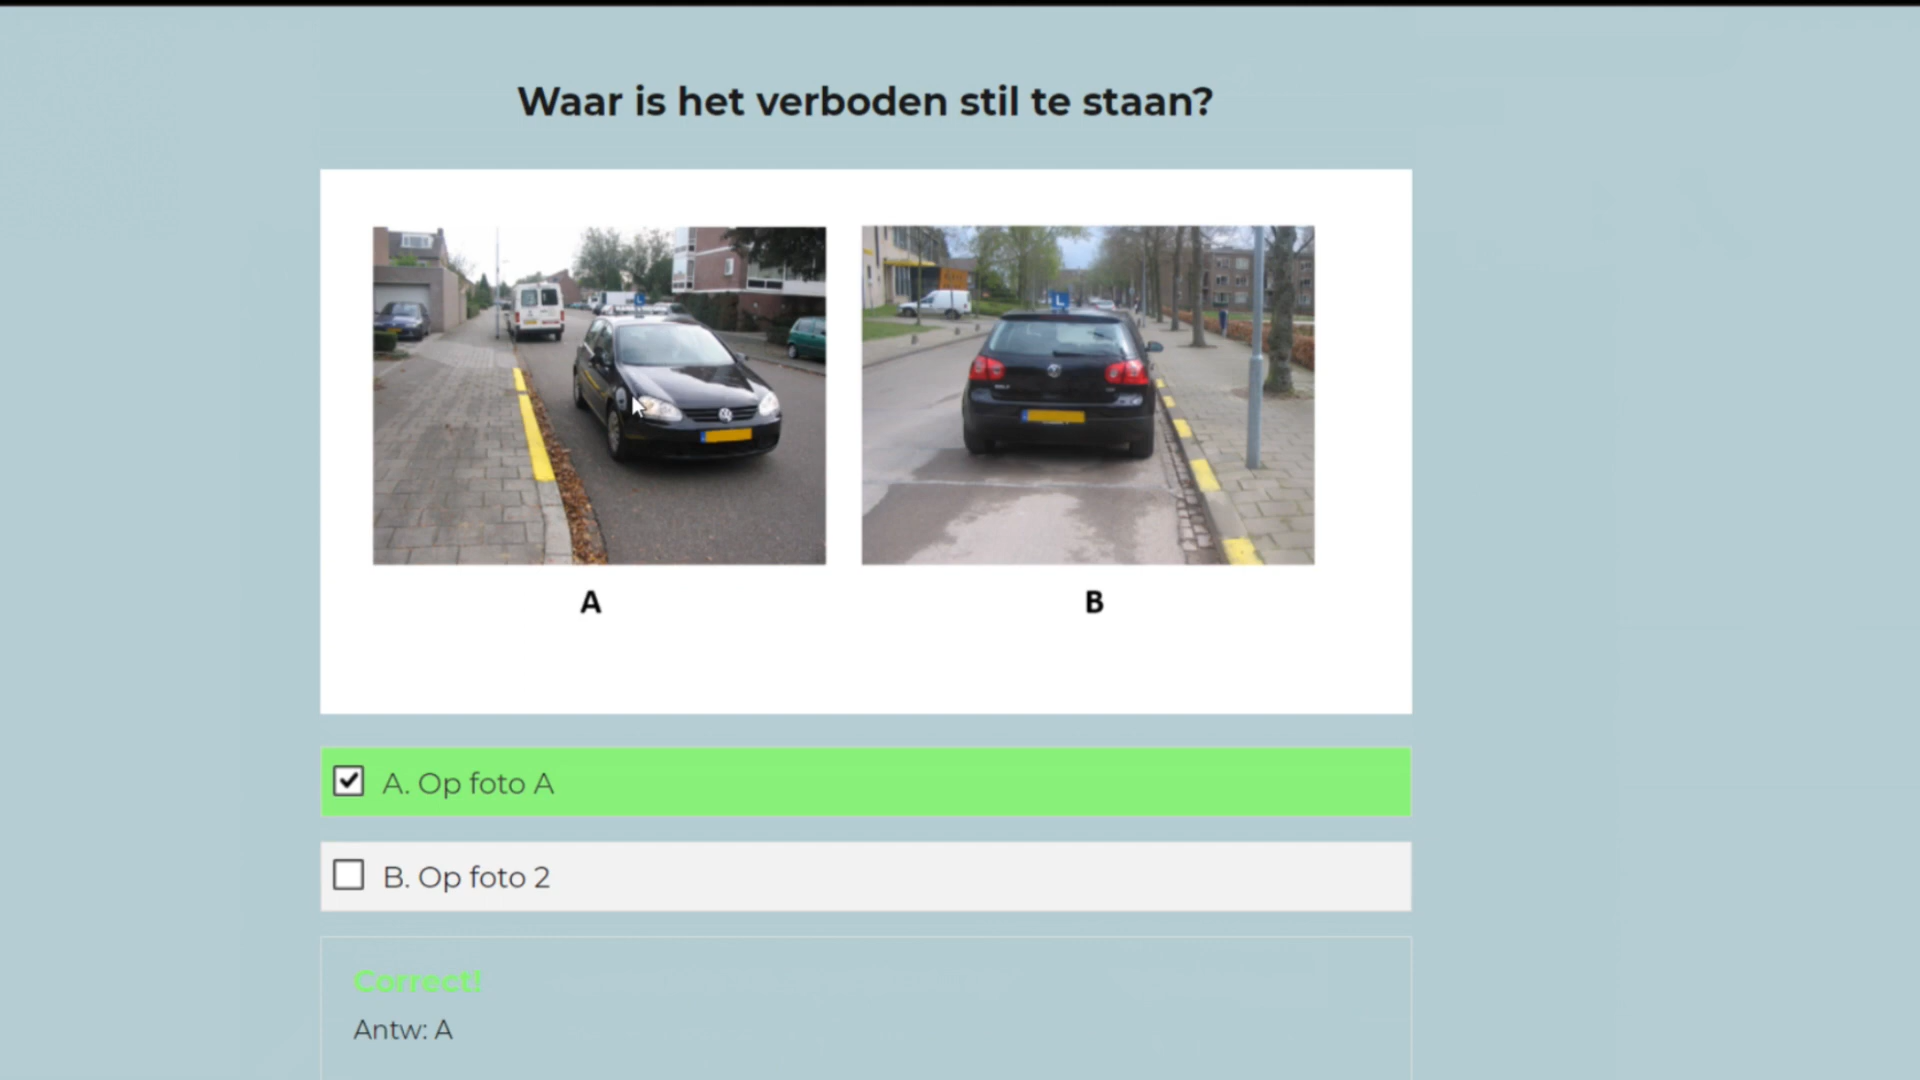 Waar is het verboden stil te staan?
L
L
A
B
A. Op foto A
B. Op foto 2
Correct!
Antw: A